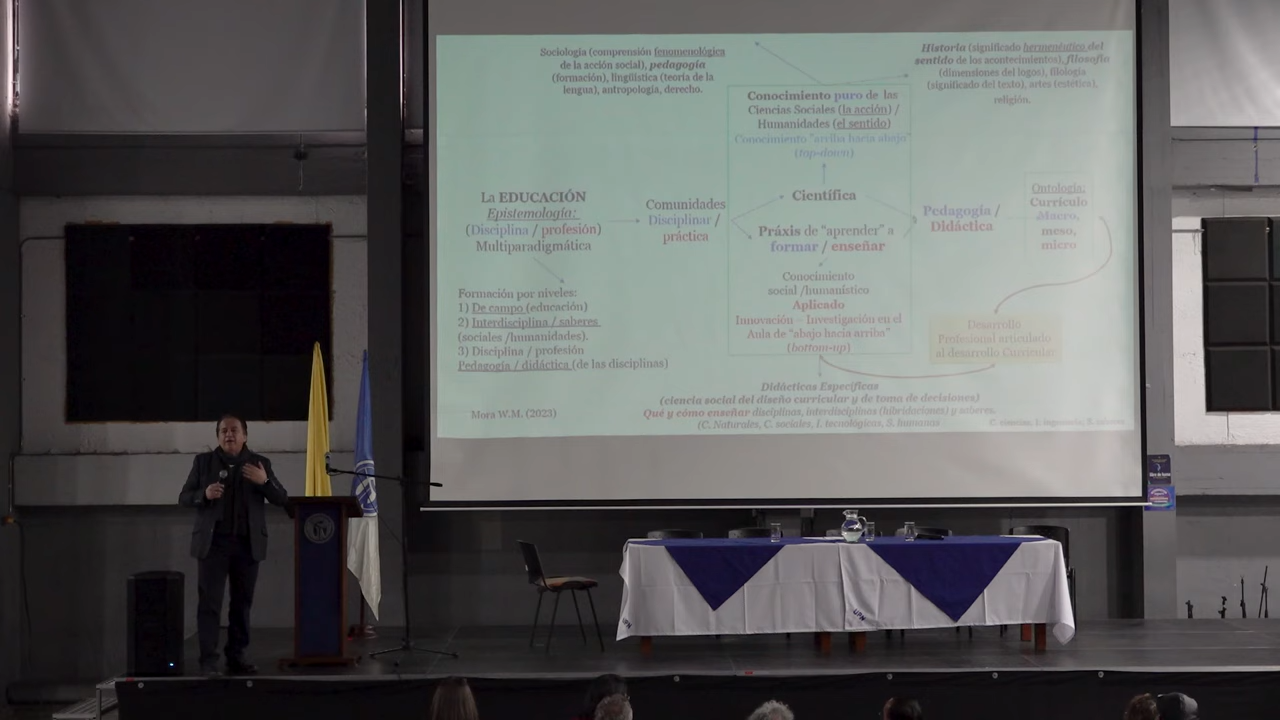 Sociología (comprensión fenomenológica
de la acción social), pedagogía
(formación), lingüística (teoría de la
lengua), antropología, derecho.
Historia (significado hermenéutico del
sentido de los acontecimientos), filosofía
(dimensiones del logos), filología
(significado del texto), artes (estética),
religión.
Conocimiento puro de las
Ciencias Sociales (la acción) /
Humanidades (el sentido)
Conocimiento "arriba hacia abajo"
(top-down)
La EDUCACIÓN
Epistemología:
(Disciplina / profesión)
Multiparadigmática
Comunidades
Disciplinar /
práctica
Científica
Práxis de "aprender" a
formar / enseñar
Pedagogía /
Didáctica
Ontología:
Currículo
Macro,
meso,
micro
Conocimiento
social /humanístico
Aplicado
Innovación – Investigación en el
Aula de "abajo hacia arriba"
(bottom-up)
Formación por niveles:
1) De campo (educación)
2) Interdisciplina / saberes
(sociales /humanidades).
3) Disciplina / profesión
Pedagogía / didáctica (de las disciplinas)
Desarrollo
Profesional articulado
al desarrollo Curricular
Didácticas Específicas
(ciencia social del diseño curricular y de toma de decisiones)
Qué y cómo enseñar disciplinas, interdisciplinas (hibridaciones) y saberes.
(C. Naturales, C. sociales, I. tecnológicas, S. humanas
Mora W.M. (2023)
UPN
UPN